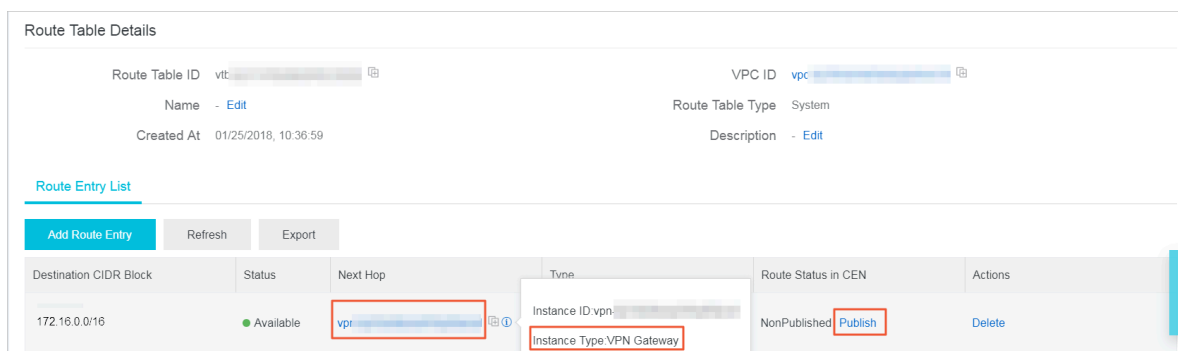 Route Table Details
Route Table ID vtb
VPC ID vpc
Name - Edit
Route Table Type System
Created At 01/25/2018, 10:36:59
Description - Edit
Route Entry List
Add Route Entry Refresh Export
Destination CIDR Block Status Next Hop Type Route Status in CEN Actions
172.16.0.0/16 Available vpn Instance ID:vpn- NonPublished Publish Delete
Instance Type:VPN Gateway